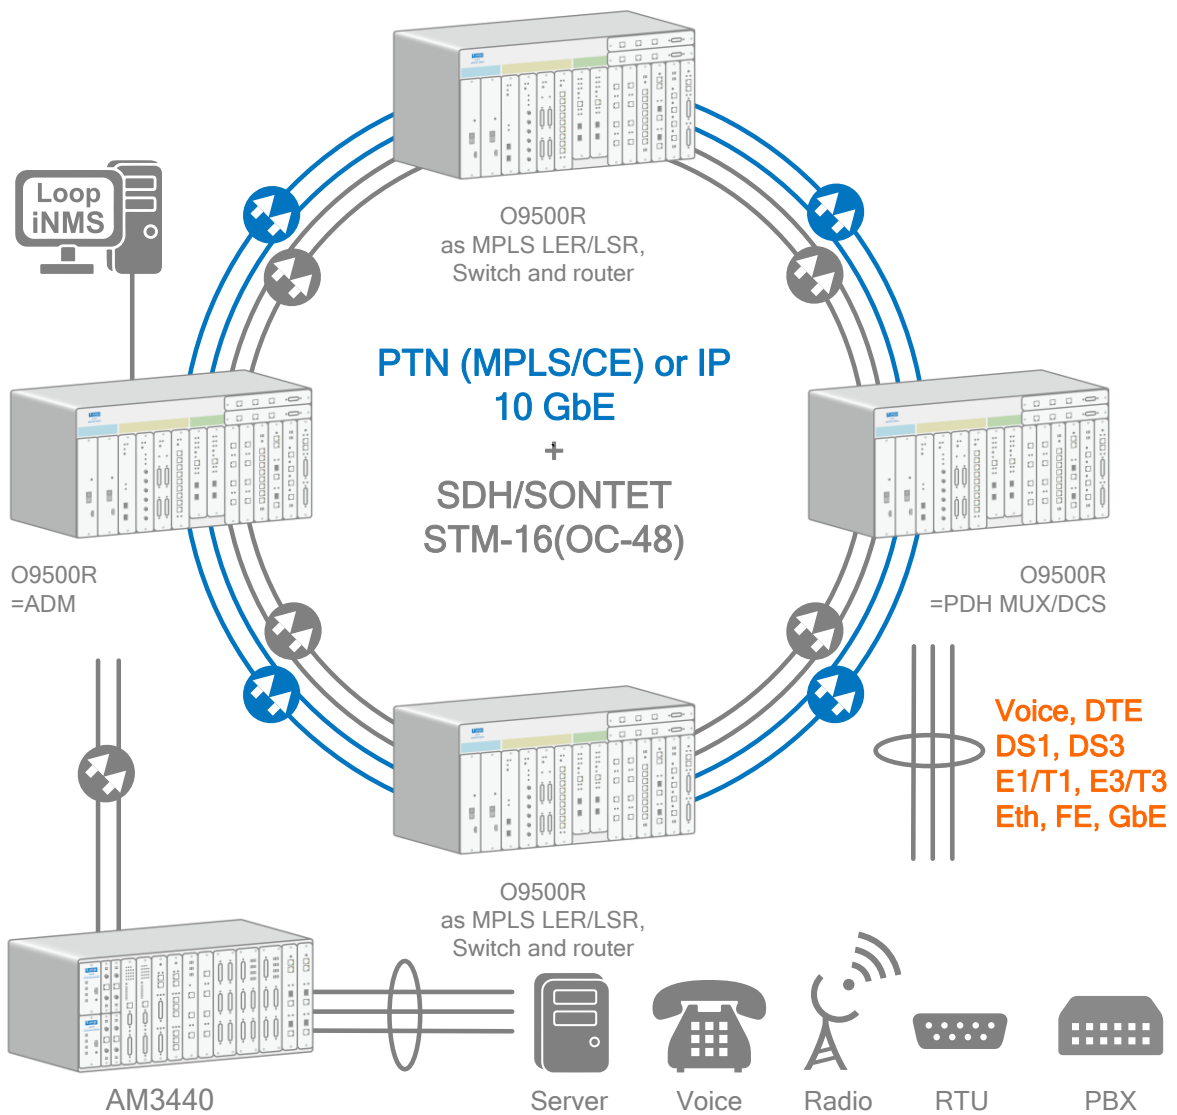 Loop
iNMS
O9500R
as MPLS LER/LSR,
Switch and router
PTN (MPLS/CE) or IP
10 GbE
+
SDH/SONTET
STM-16(OC-48)
O9500R
=ADM
O9500R
=PDH MUX/DCS
Voice, DTE
DS1, DS3
E1/T1, E3/T3
Eth, FE, GbE
O9500R
as MPLS LER/LSR,
Switch and router
AM3440
Server
Voice
Radio
RTU
PBX